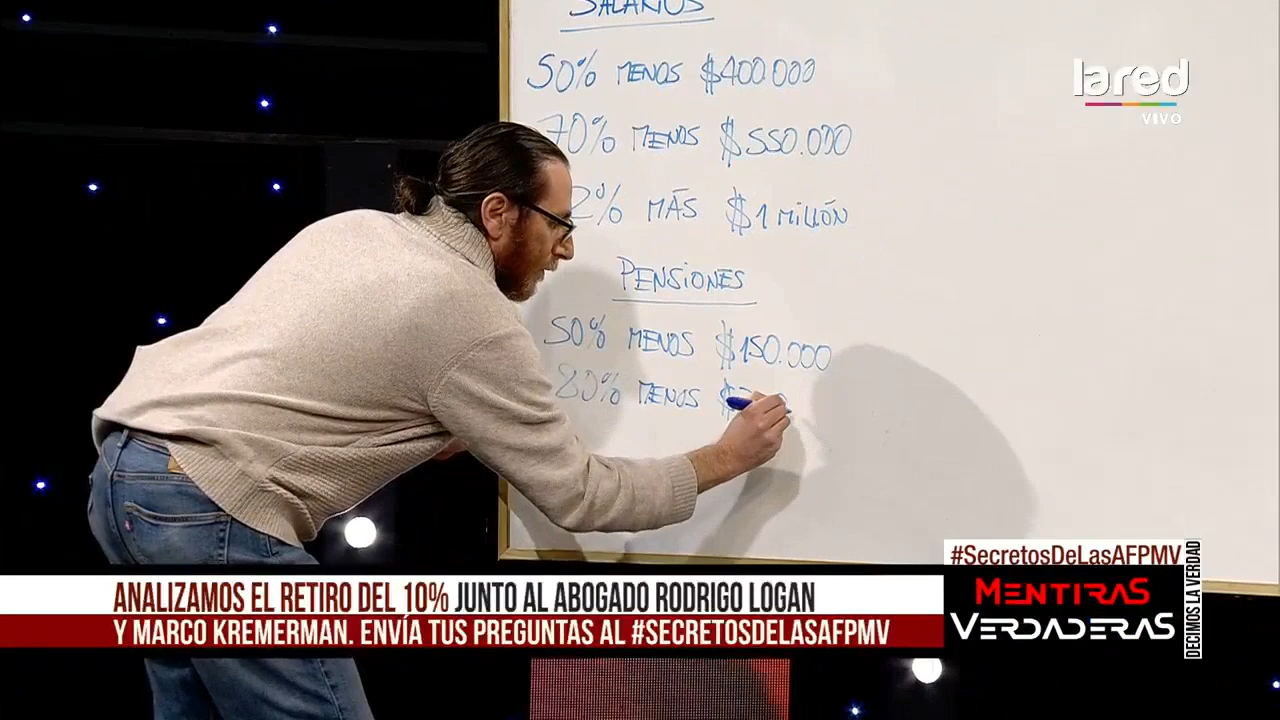 SALARIOS
50% MENOS $400.000
70% MENOS $550.000
2% MÁS $1 MILLÓN
PENSIONES
50% MENOS $150.000
80% MENOS
lared
VIVO
#SecretosDeLasAFPMV
MENTIRAS
VERDADERAS
DECIMOS LA VERDAD
ANALIZAMOS EL RETIRO DEL 10% JUNTO AL ABOGADO RODRIGO LOGAN
Y MARCO KREMERMAN. ENVÍA TUS PREGUNTAS AL #SECRETOSDELASAFPMV